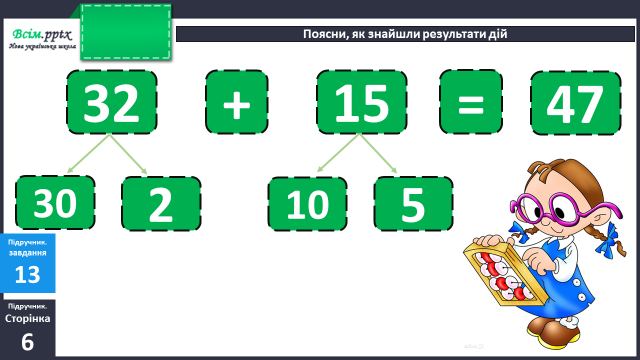 Всім.pptx
Нова українська школа
Поясни, як знайшли результати дій
32 + 15 = 47
30 2 10 5
Підручник.
завдання
13
Підручник.
Сторінка
6